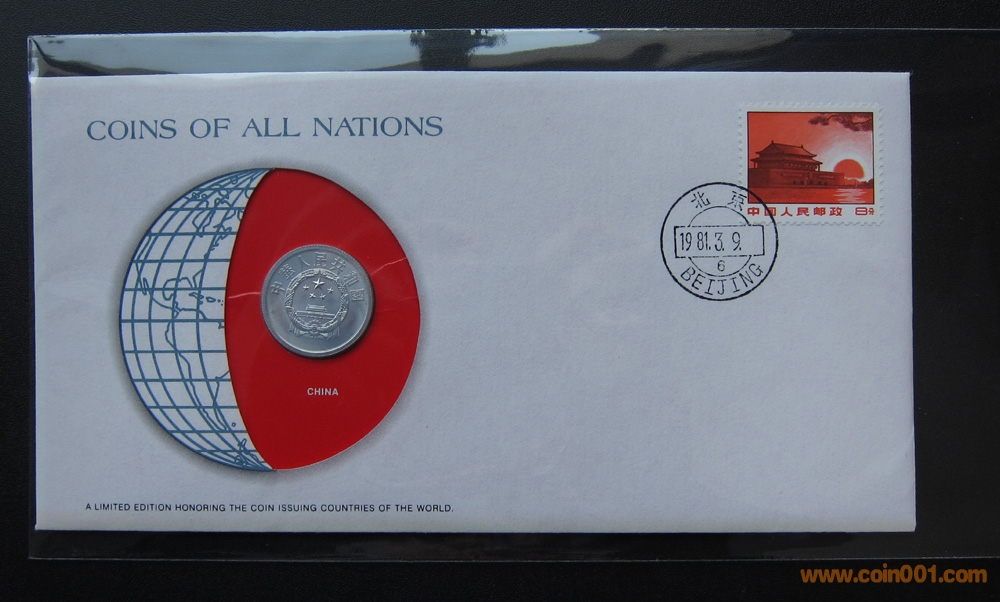 COINS OF ALL NATIONS
中国人民邮政 8分
北京
1981.3.9.
6
BEIJING
中華人民共和國
CHINA
A LIMITED EDITION HONORING THE COIN ISSUING COUNTRIES OF THE WORLD.
www.coin001.com